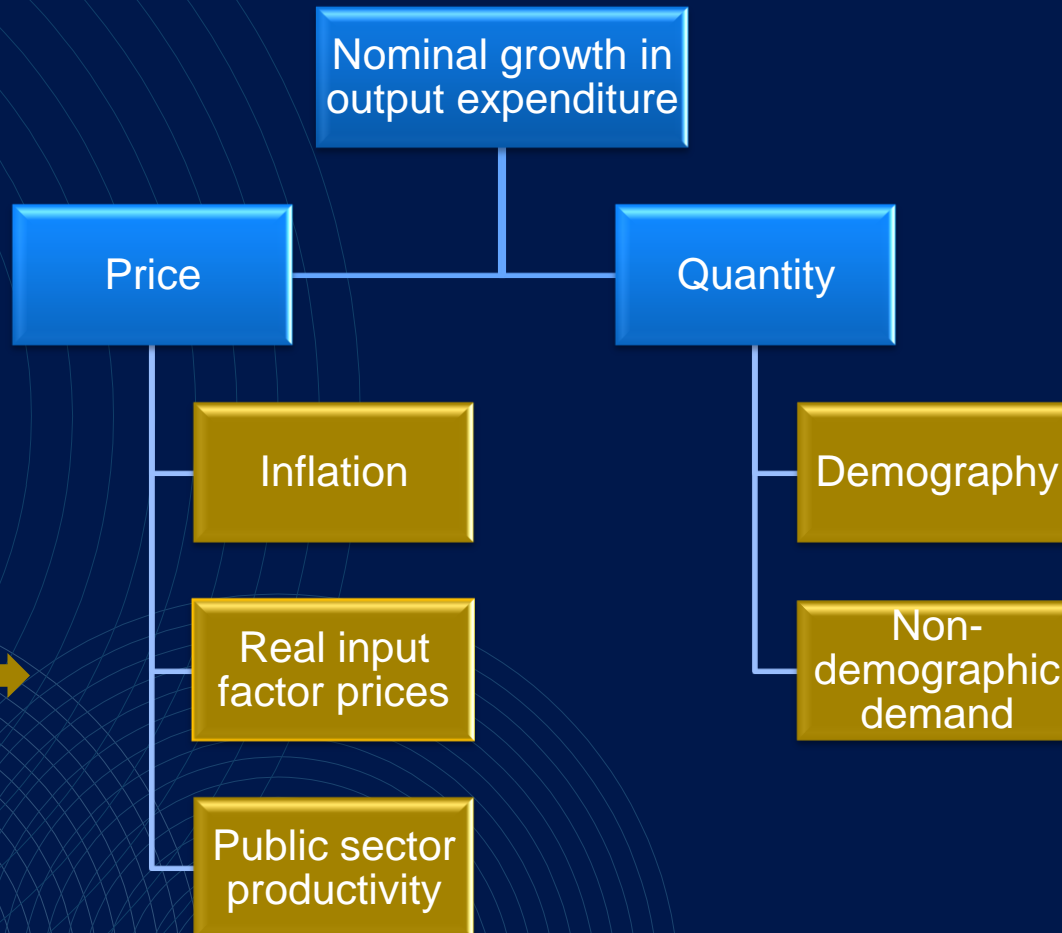 Nominal growth in
output expenditure
Price
Quantity
Inflation
Real input
factor prices
Public sector
productivity
Demography
Non-
demographic
demand